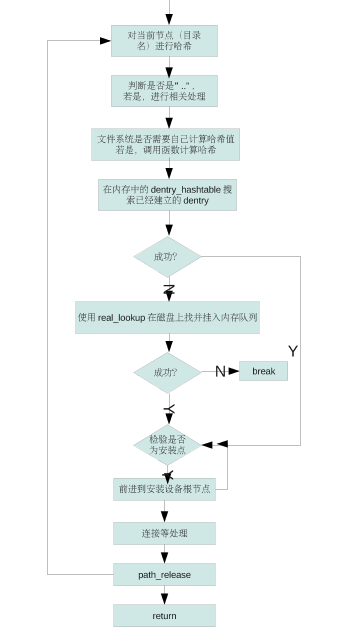 对当前节点（目录
名）进行哈希
判断是否是“ ..” ，
若是，进行相关处理
文件系统是否需要自己计算哈希值
若是，调用函数计算哈希
在内存中的 dentry_hashtable 搜
索已经建立的 dentry
成功？
N
Y
使用 real_lookup 在磁盘上找并挂入内存队列
成功？
N
break
Y
检验是否
为安装点
Y
前进到安装设备根节点
连接等处理
path_release
return